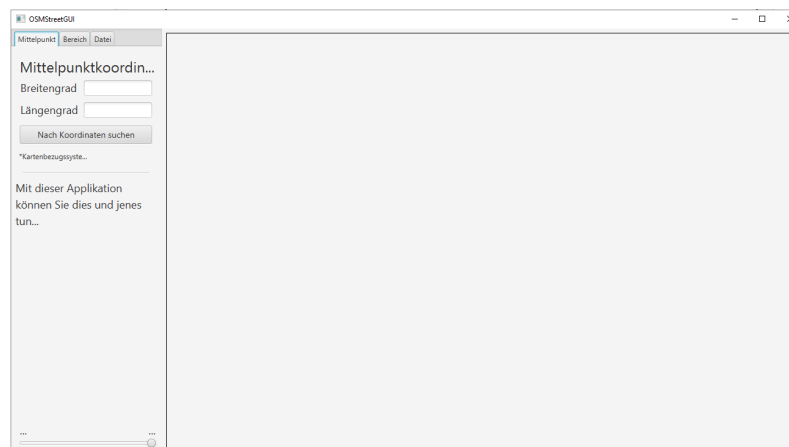 OSMStreetGUI
Mittelpunkt Bereich Datei
Mittelpunktkoordin...
Breitengrad
Längengrad
Nach Koordinaten suchen
*Kartenbezugssyste...
Mit dieser Applikation
können Sie dies und jenes
tun...
... ...